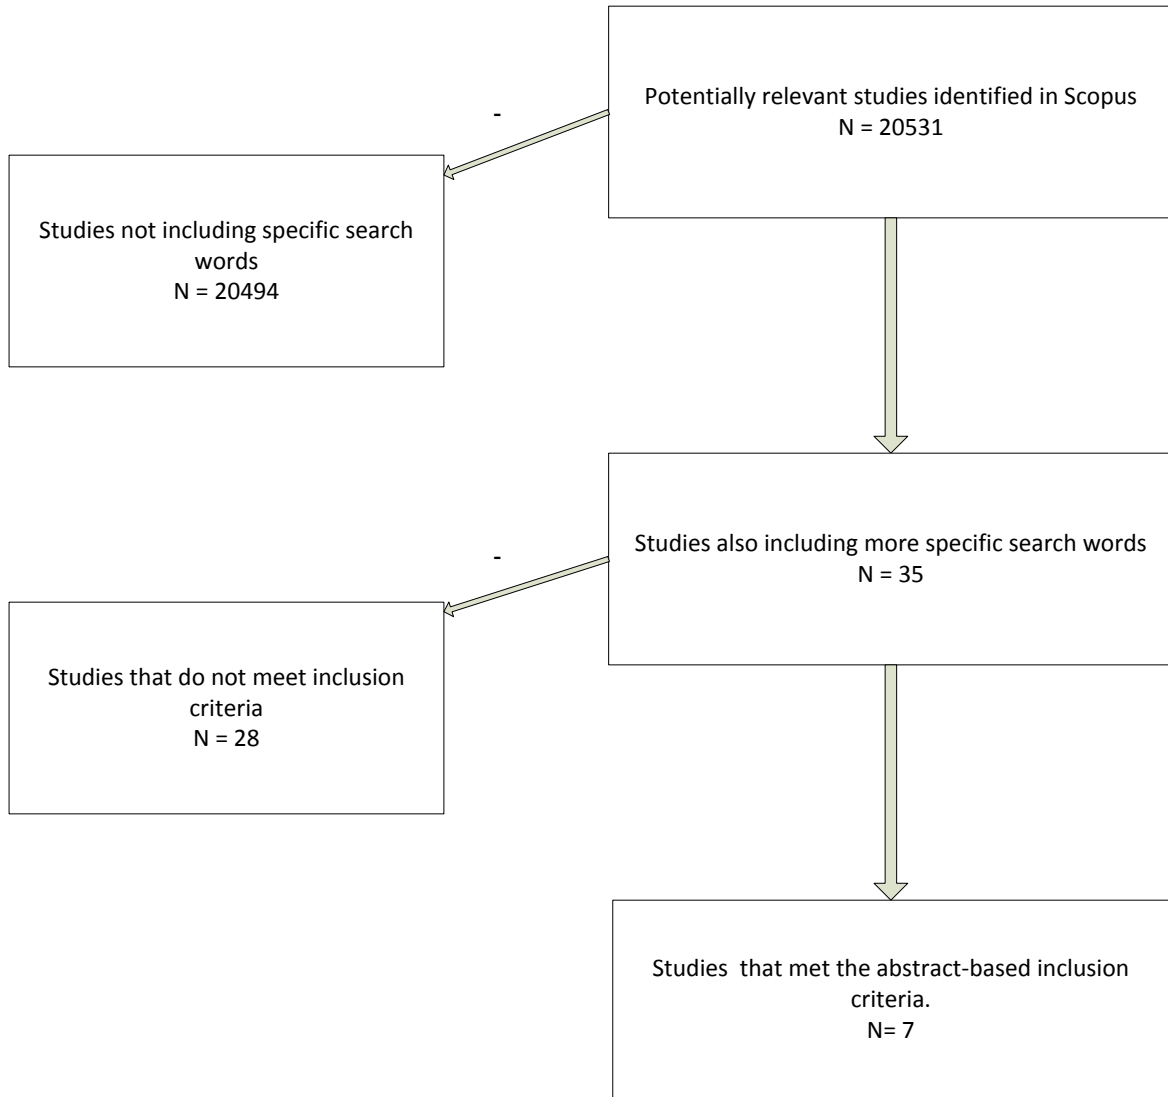 Potentially relevant studies identified in Scopus
N = 20531
-
Studies not including specific search
words
N = 20494
Studies also including more specific search words
N = 35
-
Studies that do not meet inclusion
criteria
N = 28
Studies  that met the abstract-based inclusion
criteria.
N= 7